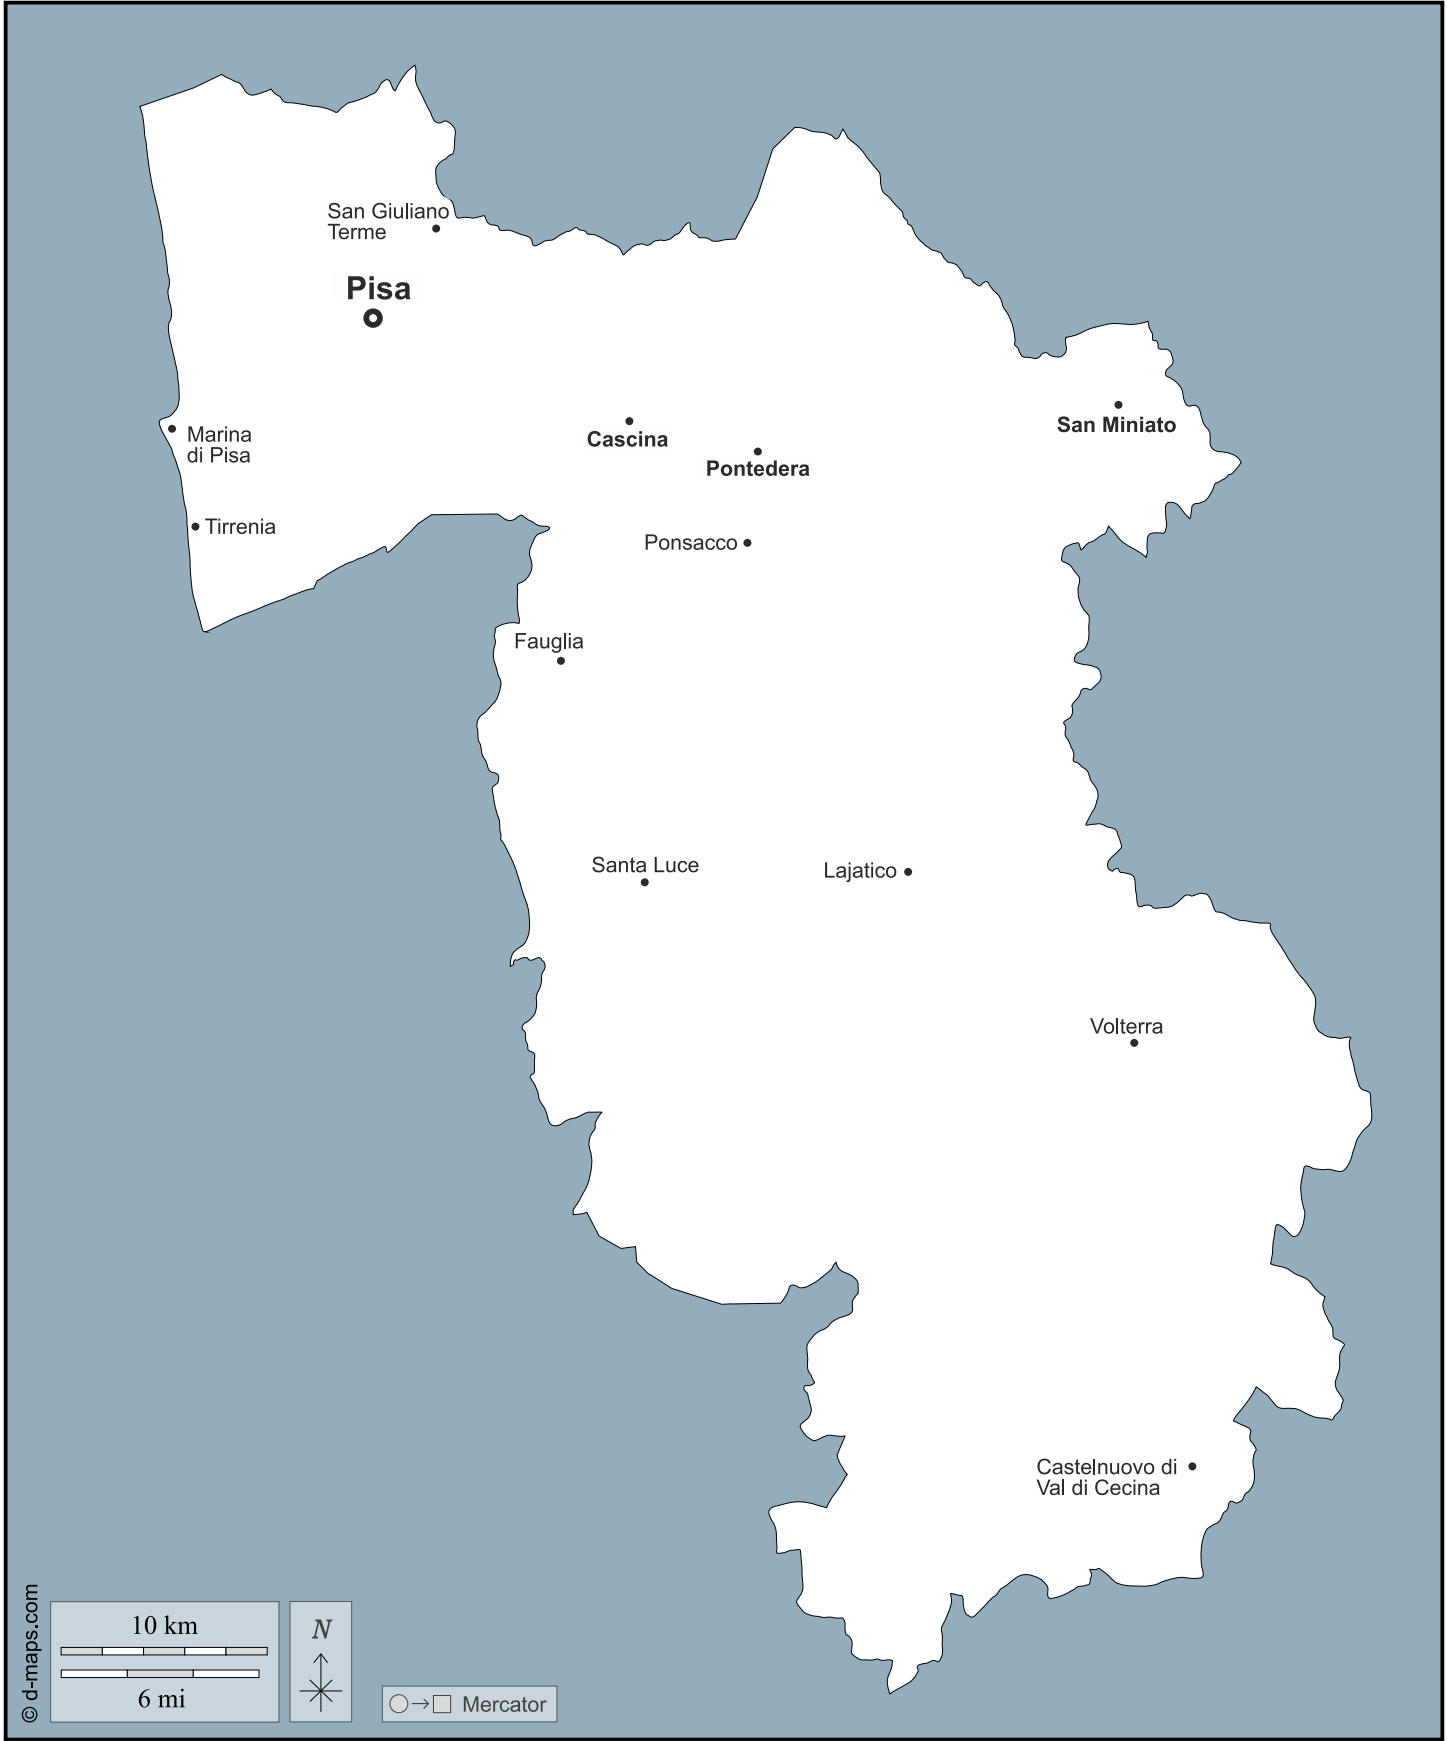 San Giuliano
Terme
Pisa
Marina
di Pisa
Cascina
San Miniato
Pontedera
Tirrenia
Ponsacco
Fauglia
Santa Luce
Lajatico
Volterra
Castelnuovo di
Val di Cecina
© d-maps.com
10 km
6 mi
N
Mercator